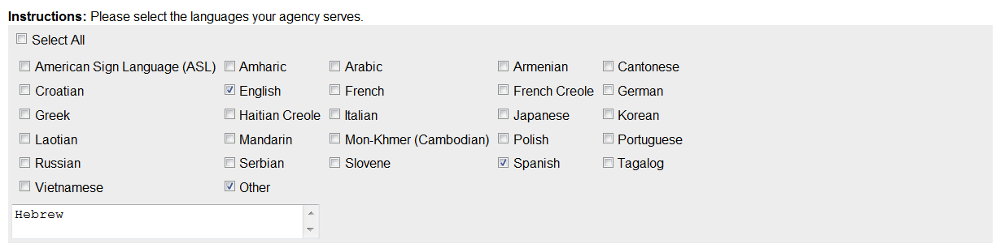 Instructions: Please select the languages your agency serves.
Select All
American Sign Language (ASL) Amharic Arabic Armenian Cantonese
Croatian English French French Creole German
Greek Haitian Creole Italian Japanese Korean
Laotian Mandarin Mon-Khmer (Cambodian) Polish Portuguese
Russian Serbian Slovene Spanish Tagalog
Vietnamese Other
Hebrew